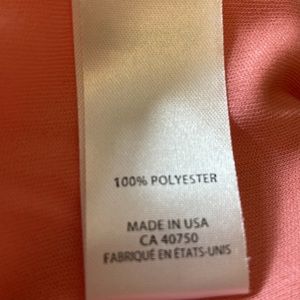 100% POLYESTER
MADE IN USA
CA 40750
FABRIQUÉ EN ÉTATS-UNIS